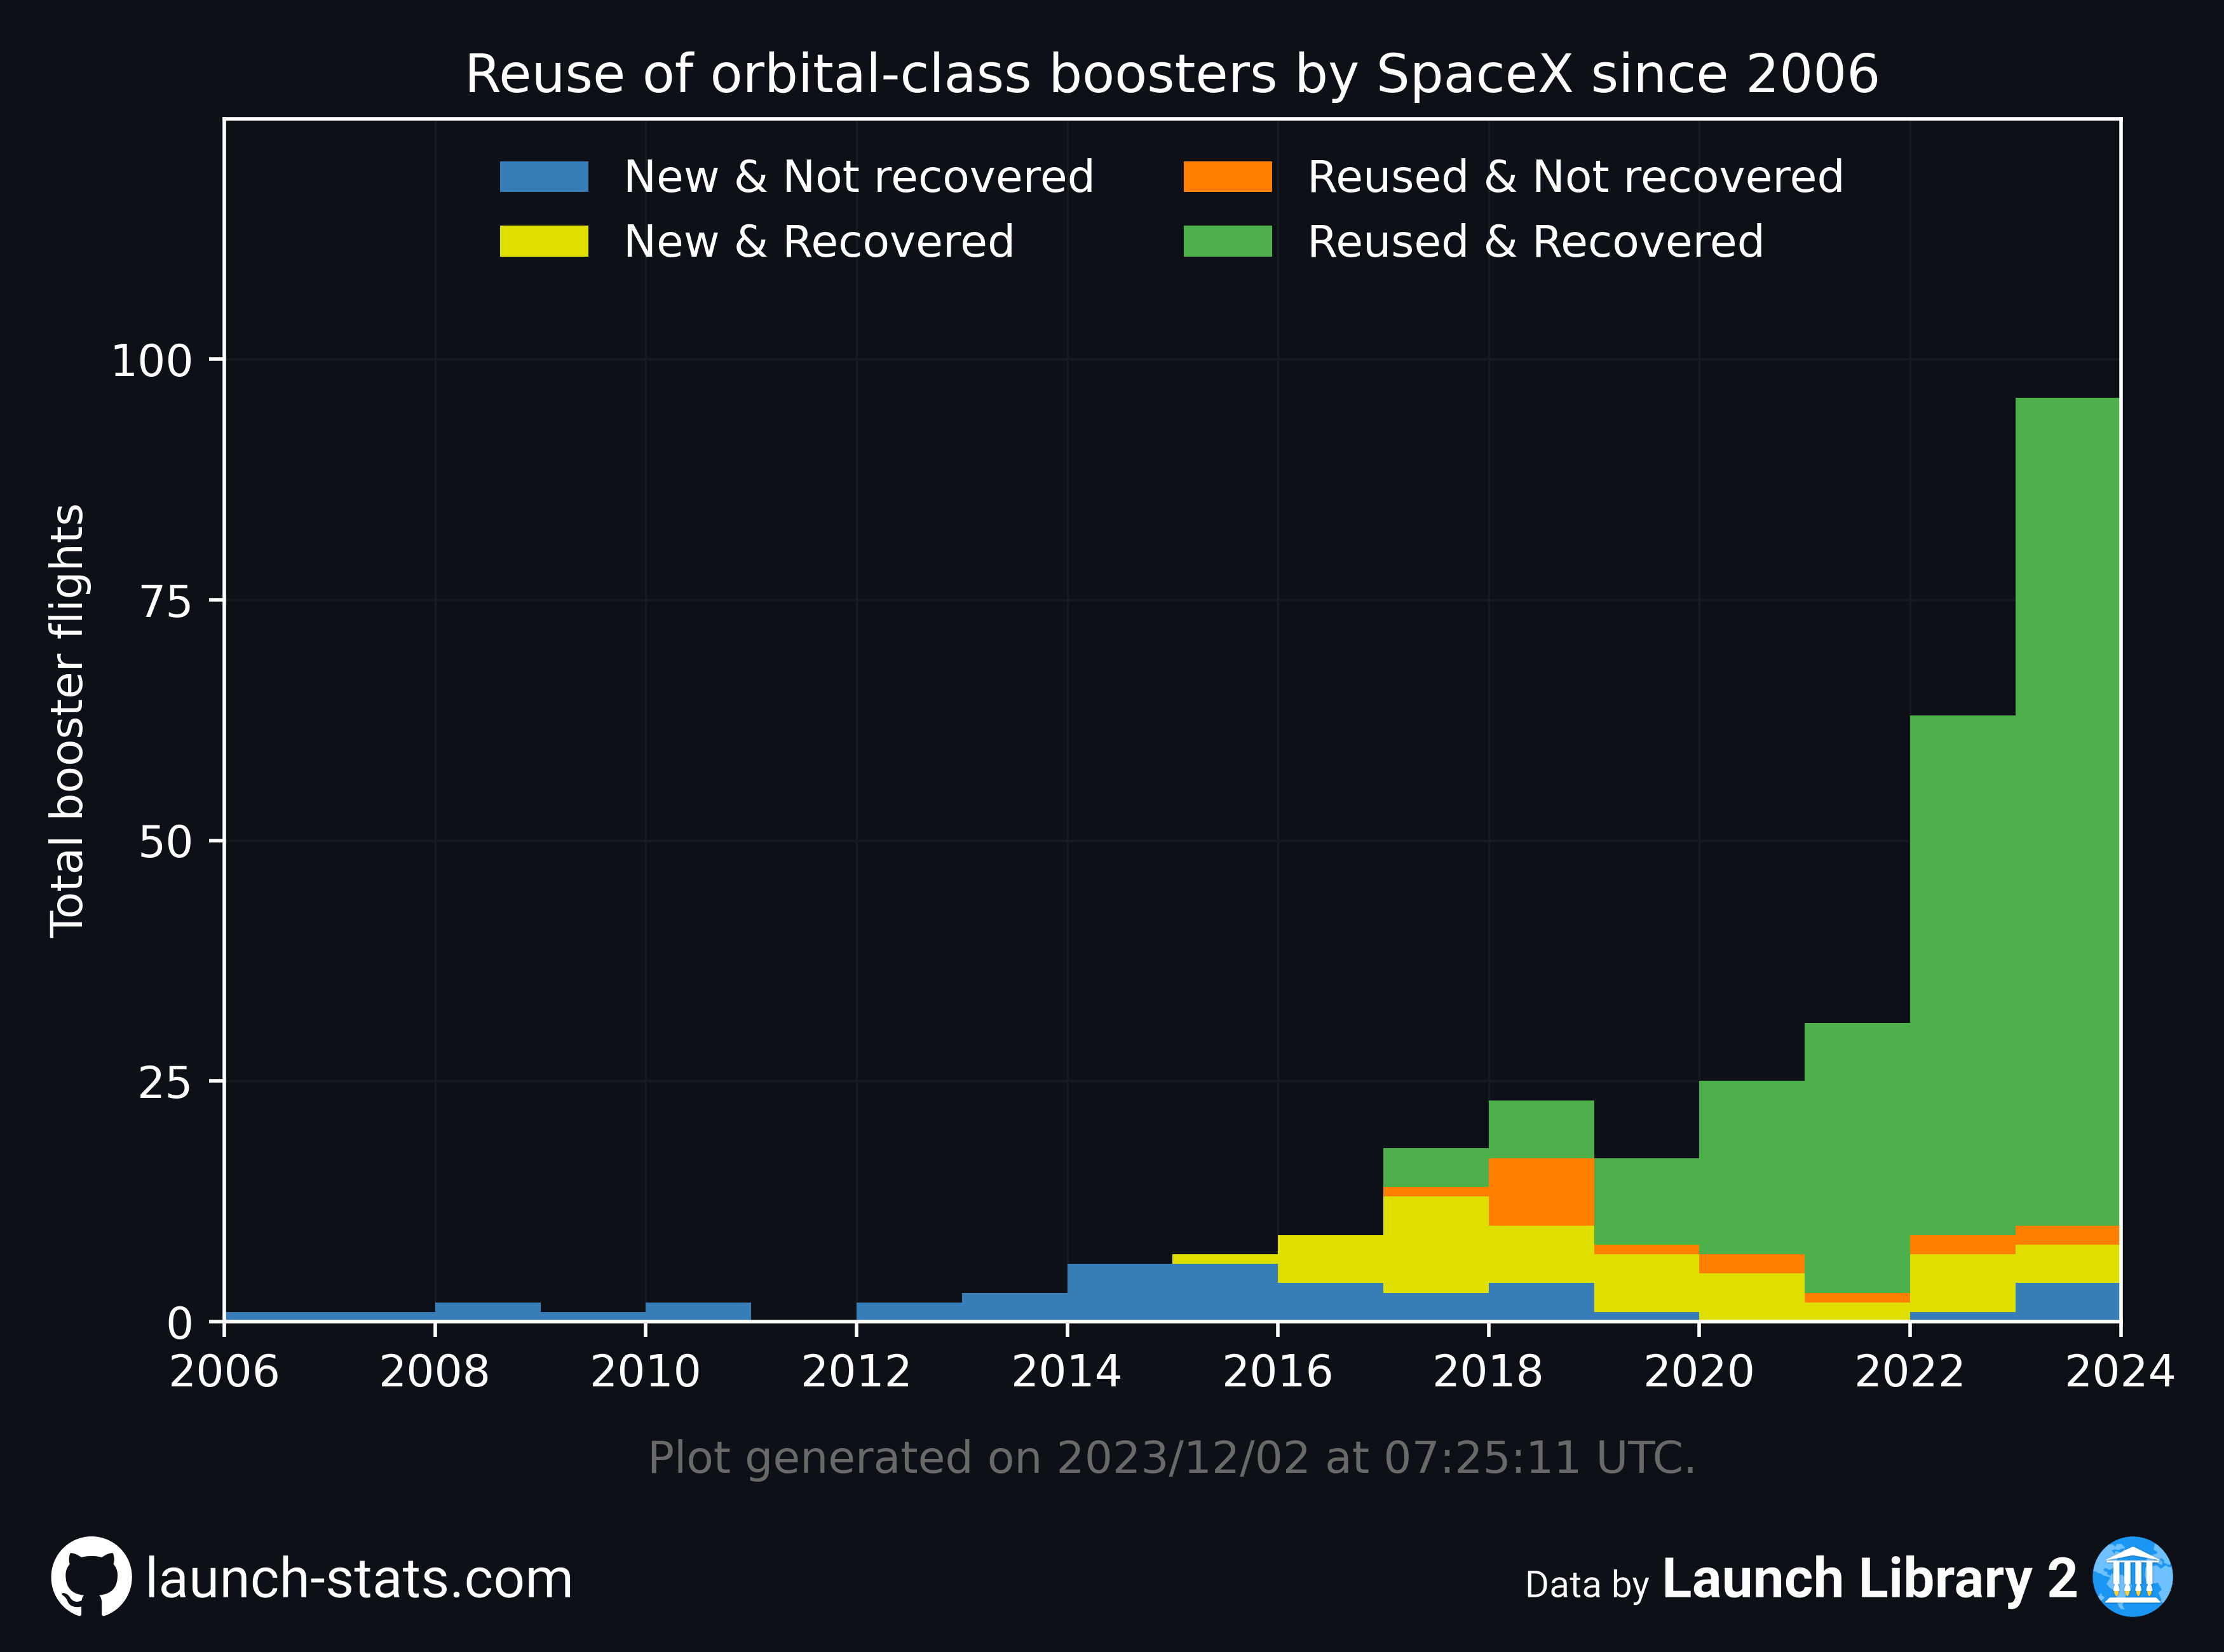 Reuse of orbital-class boosters by SpaceX since 2006
New & Not recovered
New & Recovered
Reused & Not recovered
Reused & Recovered
Total booster flights
100
75
50
25
0
2006 2008 2010 2012 2014 2016 2018 2020 2022 2024
Plot generated on 2023/12/02 at 07:25:11 UTC.
launch-stats.com
Data by Launch Library 2